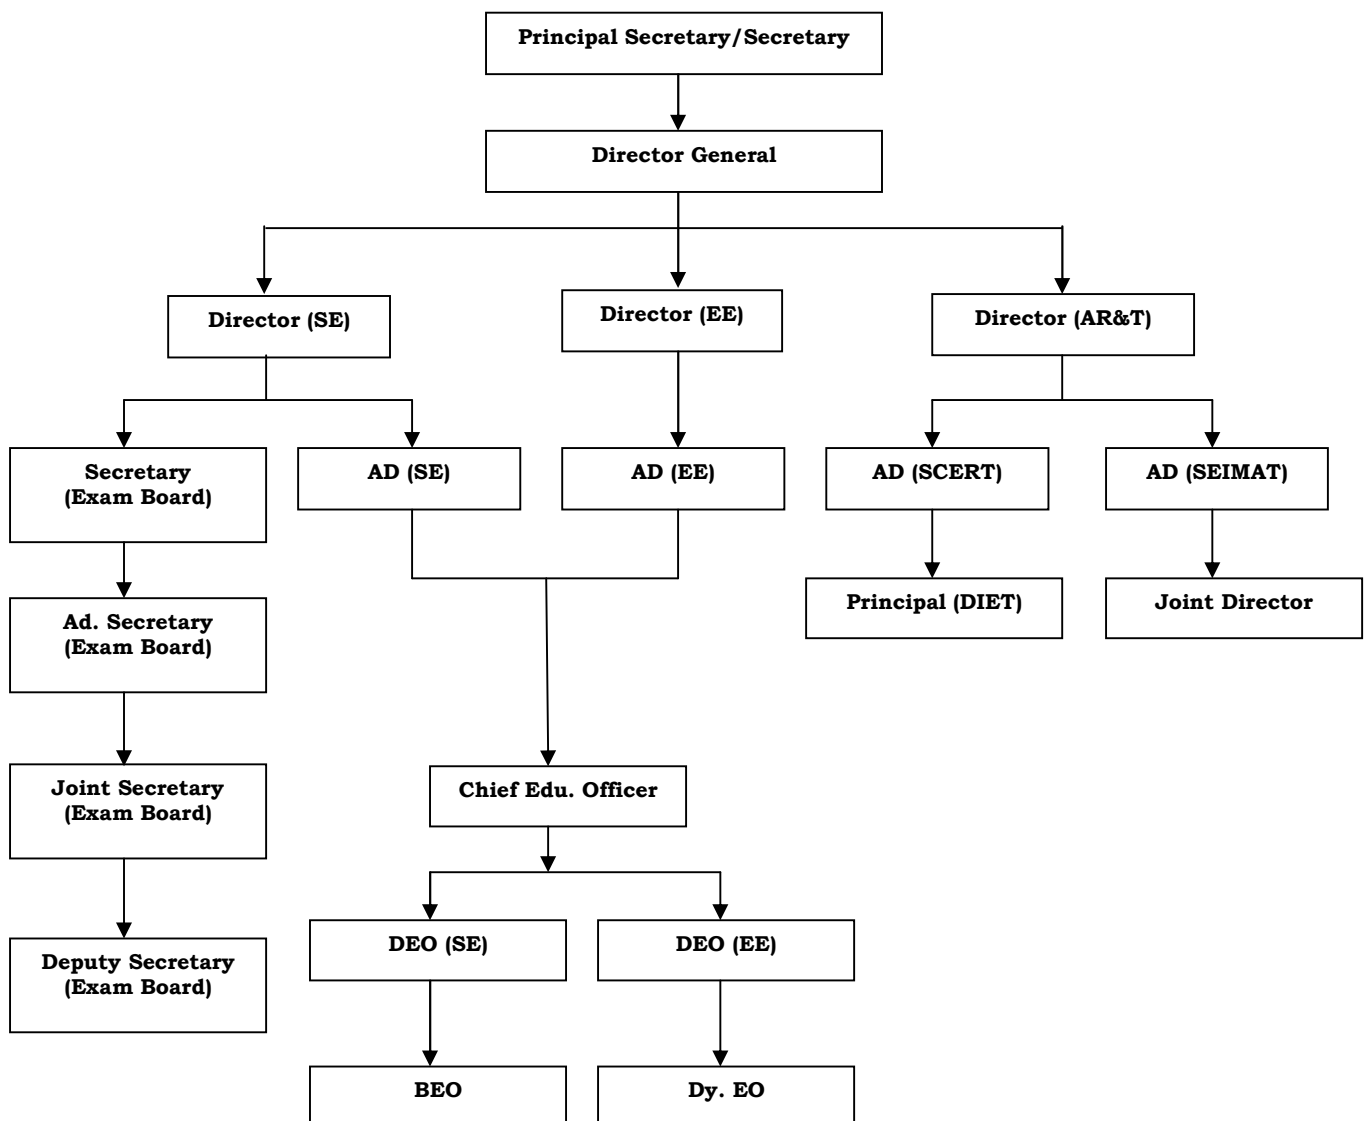 Principal Secretary/Secretary
Director General
Director (SE)
Director (EE)
Director (AR&T)
Secretary
(Exam Board)
AD (SE)
AD (EE)
AD (SCERT)
AD (SEIMAT)
Ad. Secretary
(Exam Board)
Principal (DIET)
Joint Director
Joint Secretary
(Exam Board)
Chief Edu. Officer
Deputy Secretary
(Exam Board)
DEO (SE)
DEO (EE)
BEO
Dy. EO